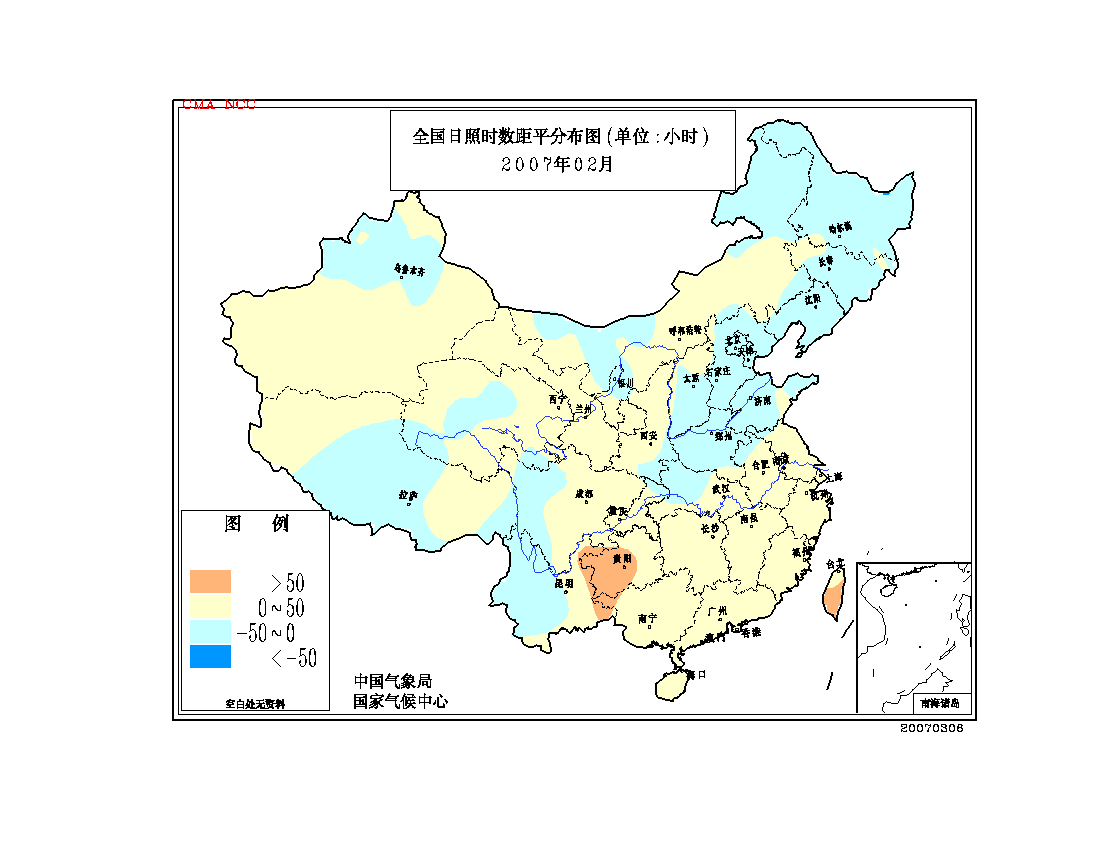 CMA NCC
全国日照时数距平分布图(单位:小时)
2007年02月
哈尔滨
长春
乌鲁木齐
沈阳
呼和浩特
北京
天津
石家庄
太原
银川
济南
西宁
兰州
郑州
西安
合肥 南京
上海
拉萨
成都
武汉
杭州
重庆
长沙
南昌
贵阳
福州
昆明
台北
南宁
广州
澳门 香港
海口
图 例
>50
0~50
-50~0
<-50
空白处无资料
中国气象局
国家气候中心
南海诸岛
20070306